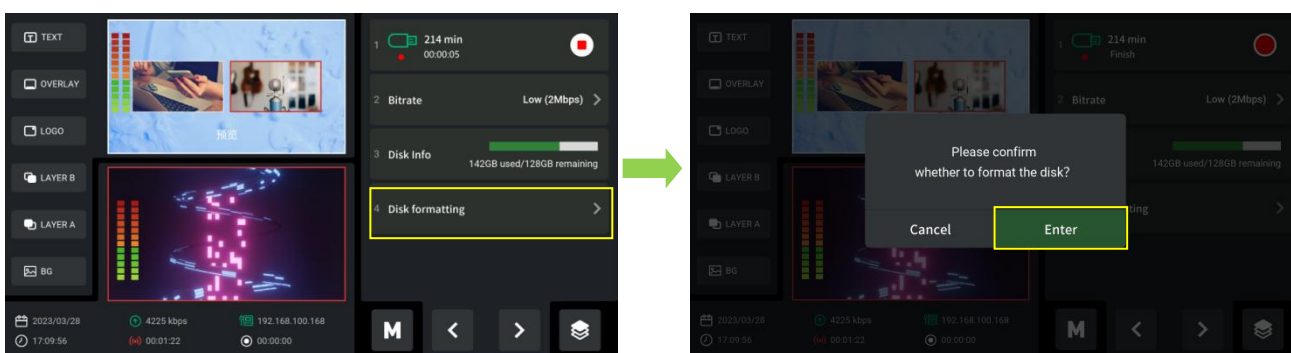 TEXT
OVERLAY
LOGO
LAYER B
LAYER A
BG
预览
1 214 min
00:00:05
2 Bitrate Low (2Mbps)
3 Disk Info 142GB used/128GB remaining
4 Disk formatting
2023/03/28 4225 kbps 192.168.100.168
17:09:56 00:01:22 00:00:00
M
TEXT
OVERLAY
LOGO
LAYER B
LAYER A
BG
1 214 min
Finish
2 Bitrate Low (2Mbps)
142GB used/128GB remaining
tting
Please confirm
whether to format the disk?
Cancel Enter
2023/03/28 4225 kbps 192.168.100.168
17:09:56 00:01:22 00:00:00
M